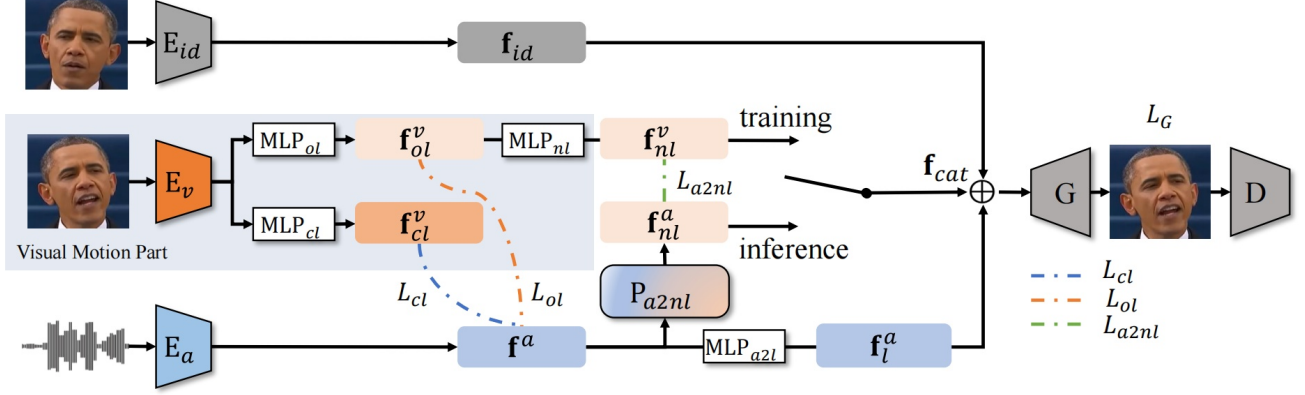 E_id
f_id
MLP_ol
f^v_ol
MLP_nl
f^v_nl
training
L_G
E_v
L_a2nl
f_cat
⊕
G
D
MLP_cl
f^v_cl
f^a_nl
inference
Visual Motion Part
L_cl
L_ol
P_a2nl
L_cl
L_ol
L_a2nl
E_a
f^a
MLP_a2l
f^a_l